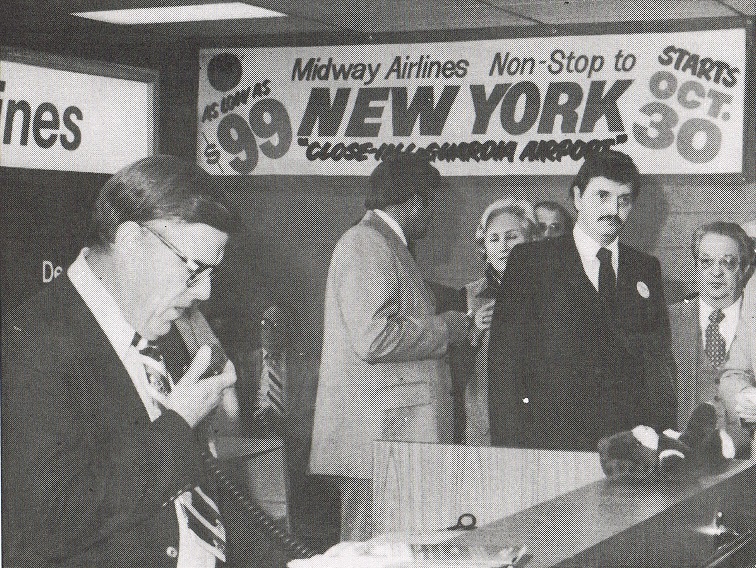 ines
De
AS LOW AS
$99
Midway Airlines Non-Stop to
NEW YORK
"CLOSE-IN LAGUARDIA AIRPORT"
STARTS
OCT.
30